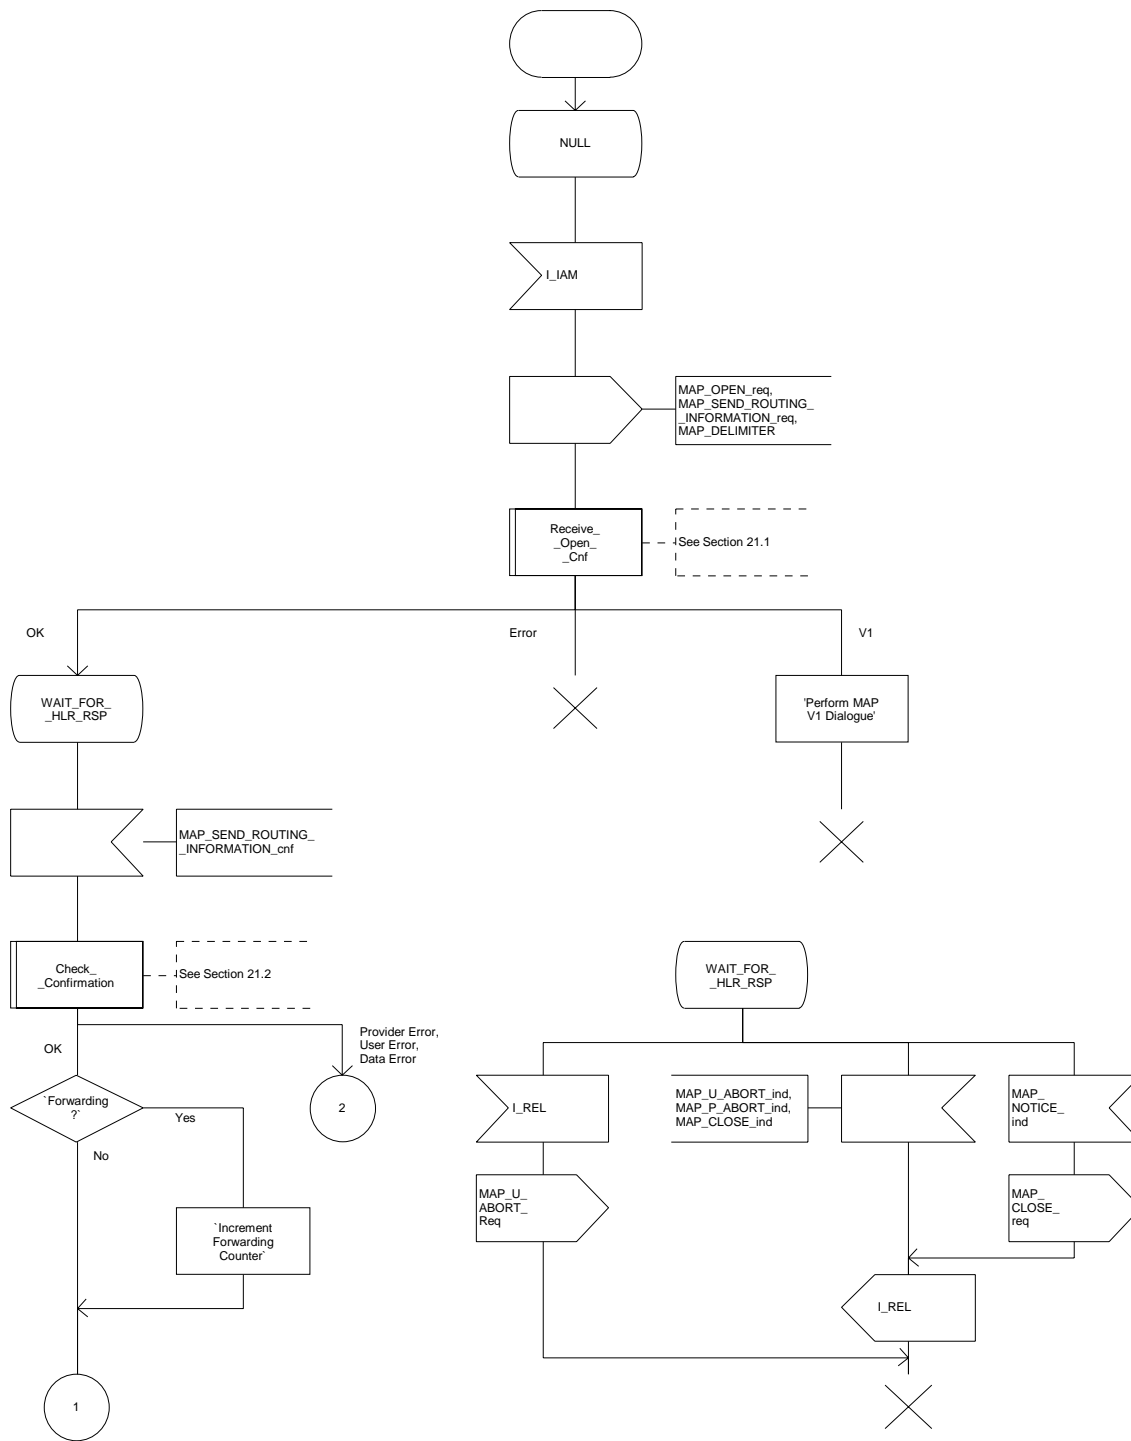 NULL
I_IAM
MAP_OPEN_req,
MAP_SEND_ROUTING_
_INFORMATION_req,
MAP_DELIMITER
Receive_
_Open_
_Cnf
See Section 21.1
OK
Error
V1
WAIT_FOR_
_HLR_RSP
'Perform MAP
V1 Dialogue'
MAP_SEND_ROUTING_
_INFORMATION_cnf
Check_
_Confirmation
See Section 21.2
OK
Provider Error,
User Error,
Data Error
`Forwarding
?`
Yes
No
2
`Increment
Forwarding
Counter`
1
WAIT_FOR_
_HLR_RSP
I_REL
MAP_U_ABORT_ind,
MAP_P_ABORT_ind,
MAP_CLOSE_ind
MAP_
NOTICE_
ind
MAP_U_
ABORT_
Req
MAP_
CLOSE_
req
I_REL